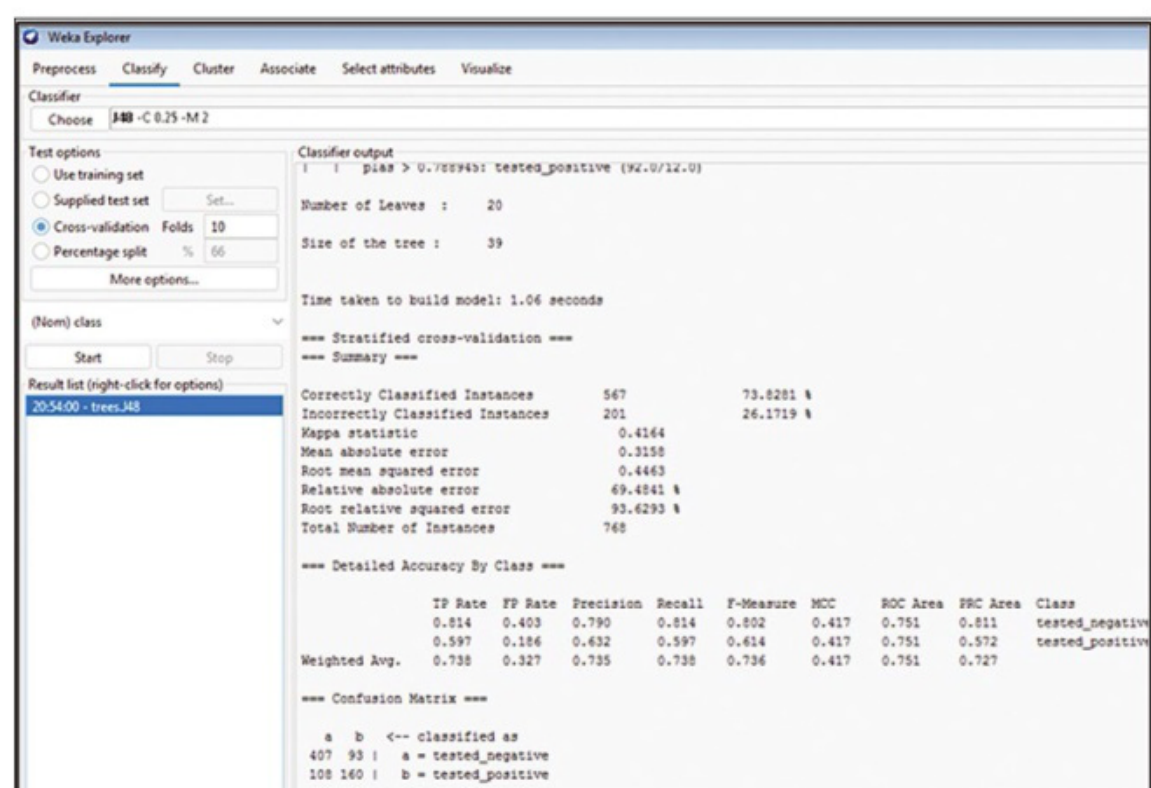 Weka Explorer
Preprocess Classify Cluster Associate Select attributes Visualize
Classifier
Choose J48 -C 0.25 -M 2
Test options
Use training set
Supplied test set Set...
Cross-validation Folds 10
Percentage split % 66
More options...
(Nom) class
Start Stop
Result list (right-click for options)
20:54:00 - trees.J48
Classifier output
| | plas > 0.788945: tested_positive (92.0/12.0)
Number of Leaves : 20
Size of the tree : 39
Time taken to build model: 1.06 seconds
=== Stratified cross-validation ===
=== Summary ===
Correctly Classified Instances 567 73.8281 %
Incorrectly Classified Instances 201 26.1719 %
Kappa statistic 0.4164
Mean absolute error 0.3158
Root mean squared error 0.4463
Relative absolute error 69.4841 %
Root relative squared error 93.6293 %
Total Number of Instances 768
=== Detailed Accuracy By Class ===
TP Rate FP Rate Precision Recall F-Measure MCC ROC Area PRC Area Class
0.814 0.403 0.790 0.814 0.802 0.417 0.751 0.811 tested_negative
0.597 0.186 0.632 0.597 0.614 0.417 0.751 0.572 tested_positive
Weighted Avg. 0.738 0.327 0.735 0.738 0.736 0.417 0.751 0.727
=== Confusion Matrix ===
a b <-- classified as
407 93 | a = tested_negative
108 160 | b = tested_positive